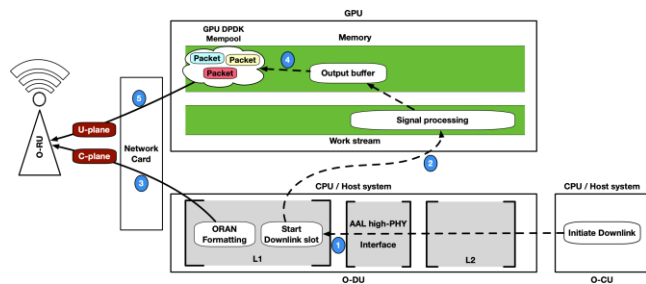 GPU
GPU DPDK
Mempool
Memory
Packet
Packet
Packet
4
Output buffer
5
Signal processing
U-plane
Work stream
O-RU
Network
Card
C-plane
2
3
CPU / Host system
CPU / Host system
ORAN
Formatting
Start
Downlink slot
AAL high-PHY
Interface
1
Initiate Downlink
L1
L2
O-DU
O-CU